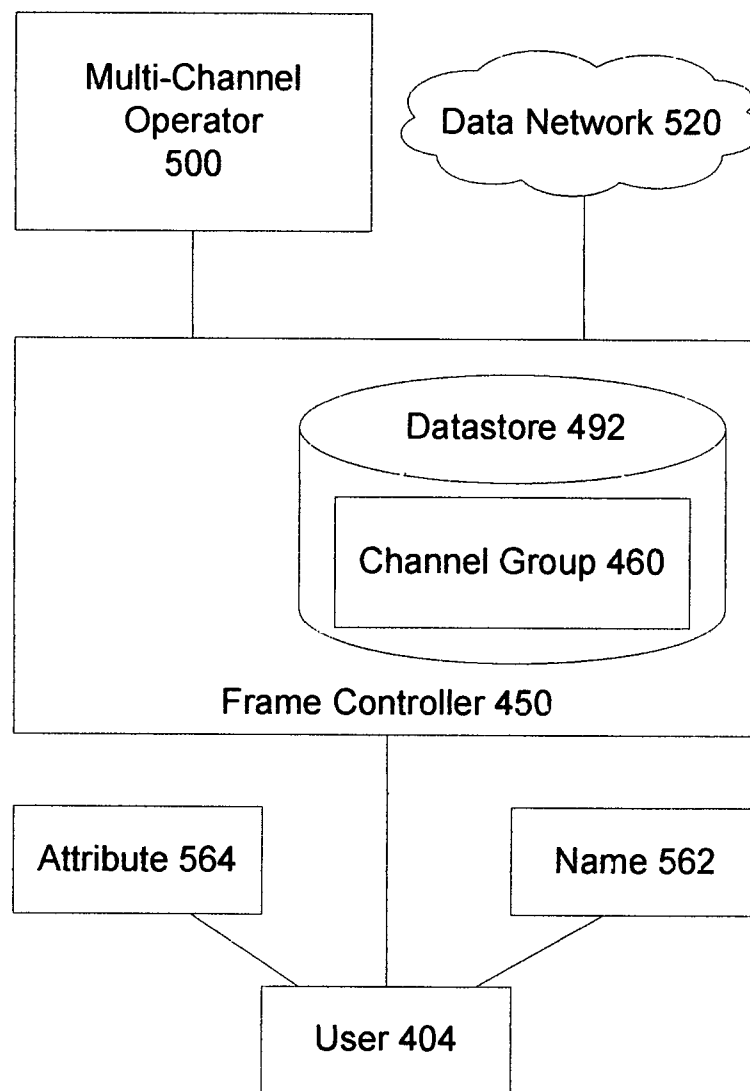 Multi-Channel
Operator
500
Data Network 520
Datastore 492
Channel Group 460
Frame Controller 450
Attribute 564
Name 562
User 404